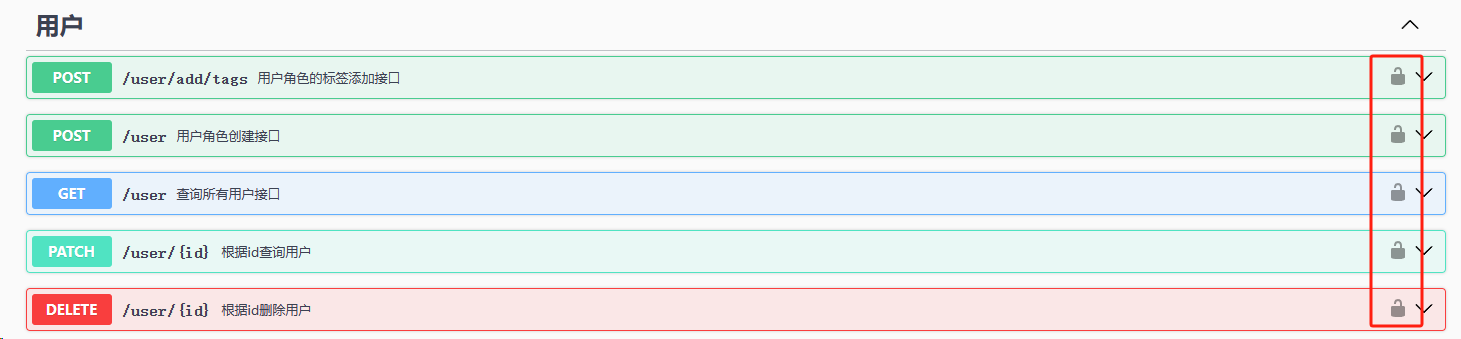 用户
POST /user/add/tags 用户角色的标签添加接口
POST /user 用户角色创建接口
GET /user 查询所有用户接口
PATCH /user/{id} 根据id查询用户
DELETE /user/{id} 根据id删除用户